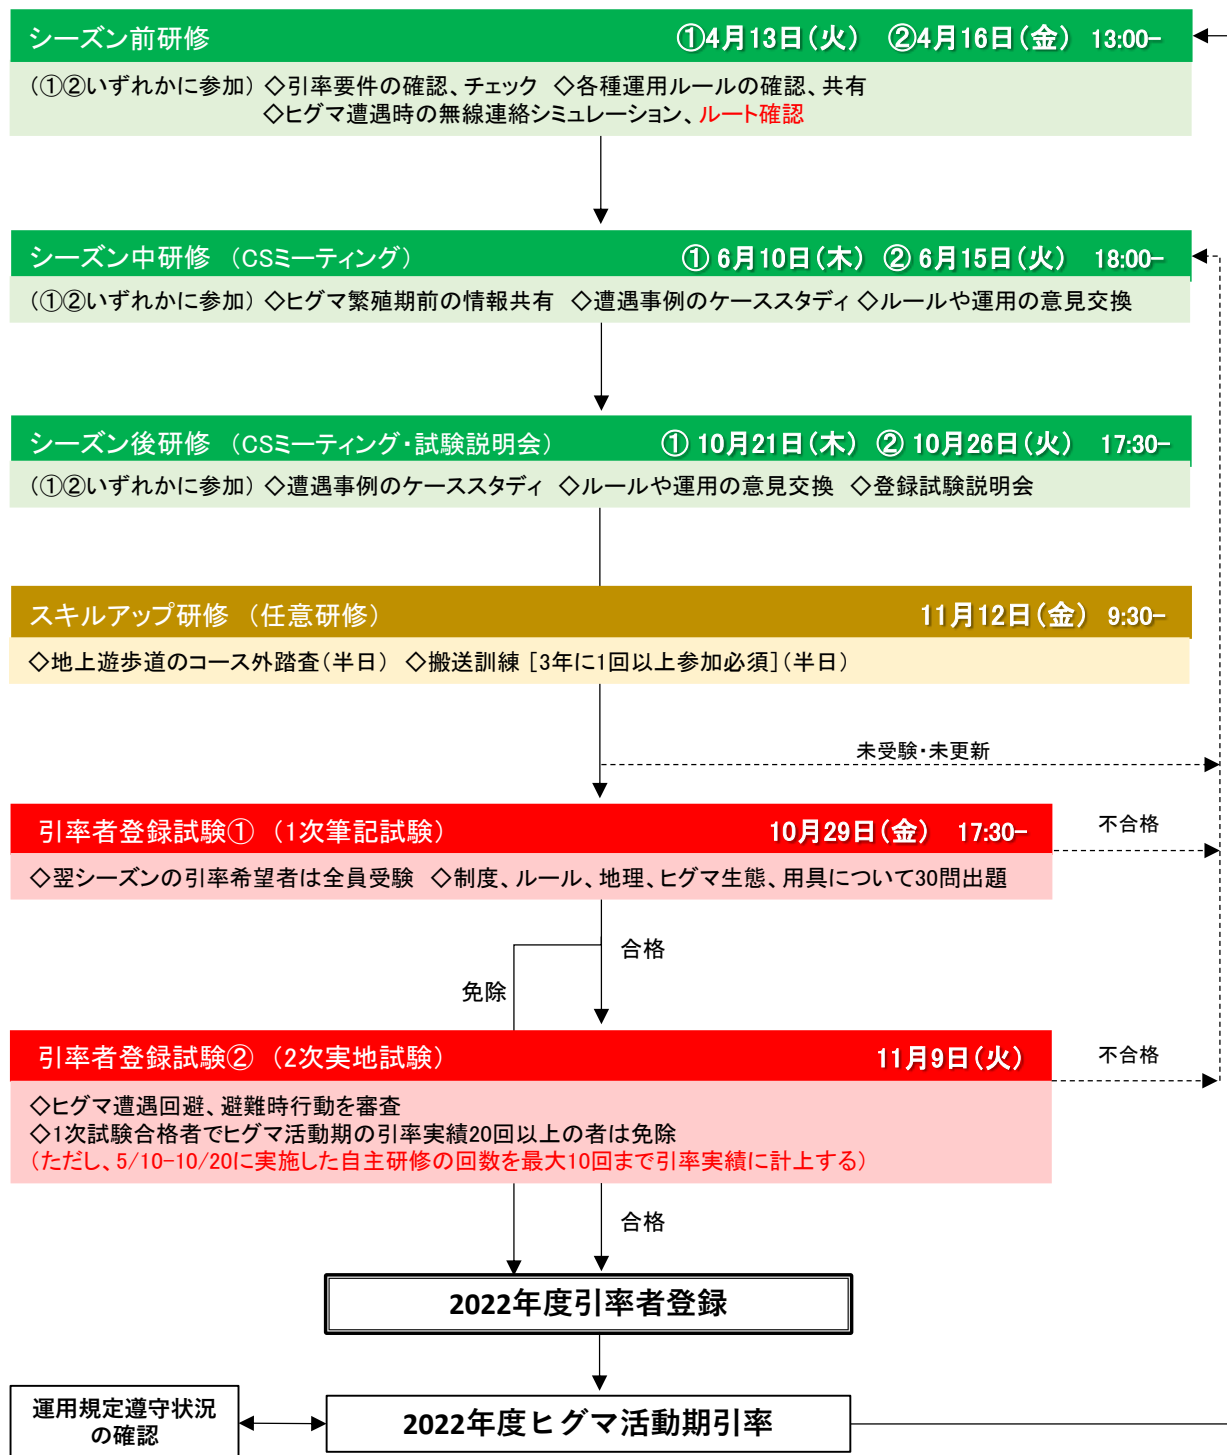 シーズン前研修 ①4月13日(火) ②4月16日(金) 13:00-
(①②いずれかに参加) ◇引率要件の確認、チェック ◇各種運用ルールの確認、共有
◇ヒグマ遭遇時の無線連絡シミュレーション、ルート確認
シーズン中研修 (CSミーティング) ① 6月10日(木) ② 6月15日(火) 18:00-
(①②いずれかに参加) ◇ヒグマ繁殖期前の情報共有 ◇遭遇事例のケーススタディ ◇ルールや運用の意見交換
シーズン後研修 (CSミーティング・試験説明会) ① 10月21日(木) ② 10月26日(火) 17:30-
(①②いずれかに参加) ◇遭遇事例のケーススタディ ◇ルールや運用の意見交換 ◇登録試験説明会
スキルアップ研修 (任意研修) 11月12日(金) 9:30-
◇地上遊歩道のコース外踏査(半日) ◇搬送訓練 [3年に1回以上参加必須](半日)
未受験・未更新
引率者登録試験① (1次筆記試験) 10月29日(金) 17:30-
不合格
◇翌シーズンの引率希望者は全員受験 ◇制度、ルール、地理、ヒグマ生態、用具について30問出題
合格
免除
引率者登録試験② (2次実地試験) 11月9日(火)
不合格
◇ヒグマ遭遇回避、避難時行動を審査
◇1次試験合格者でヒグマ活動期の引率実績20回以上の者は免除
(ただし、5/10-10/20に実施した自主研修の回数を最大10回まで引率実績に計上する)
合格
2022年度引率者登録
運用規定遵守状況
の確認
2022年度ヒグマ活動期引率